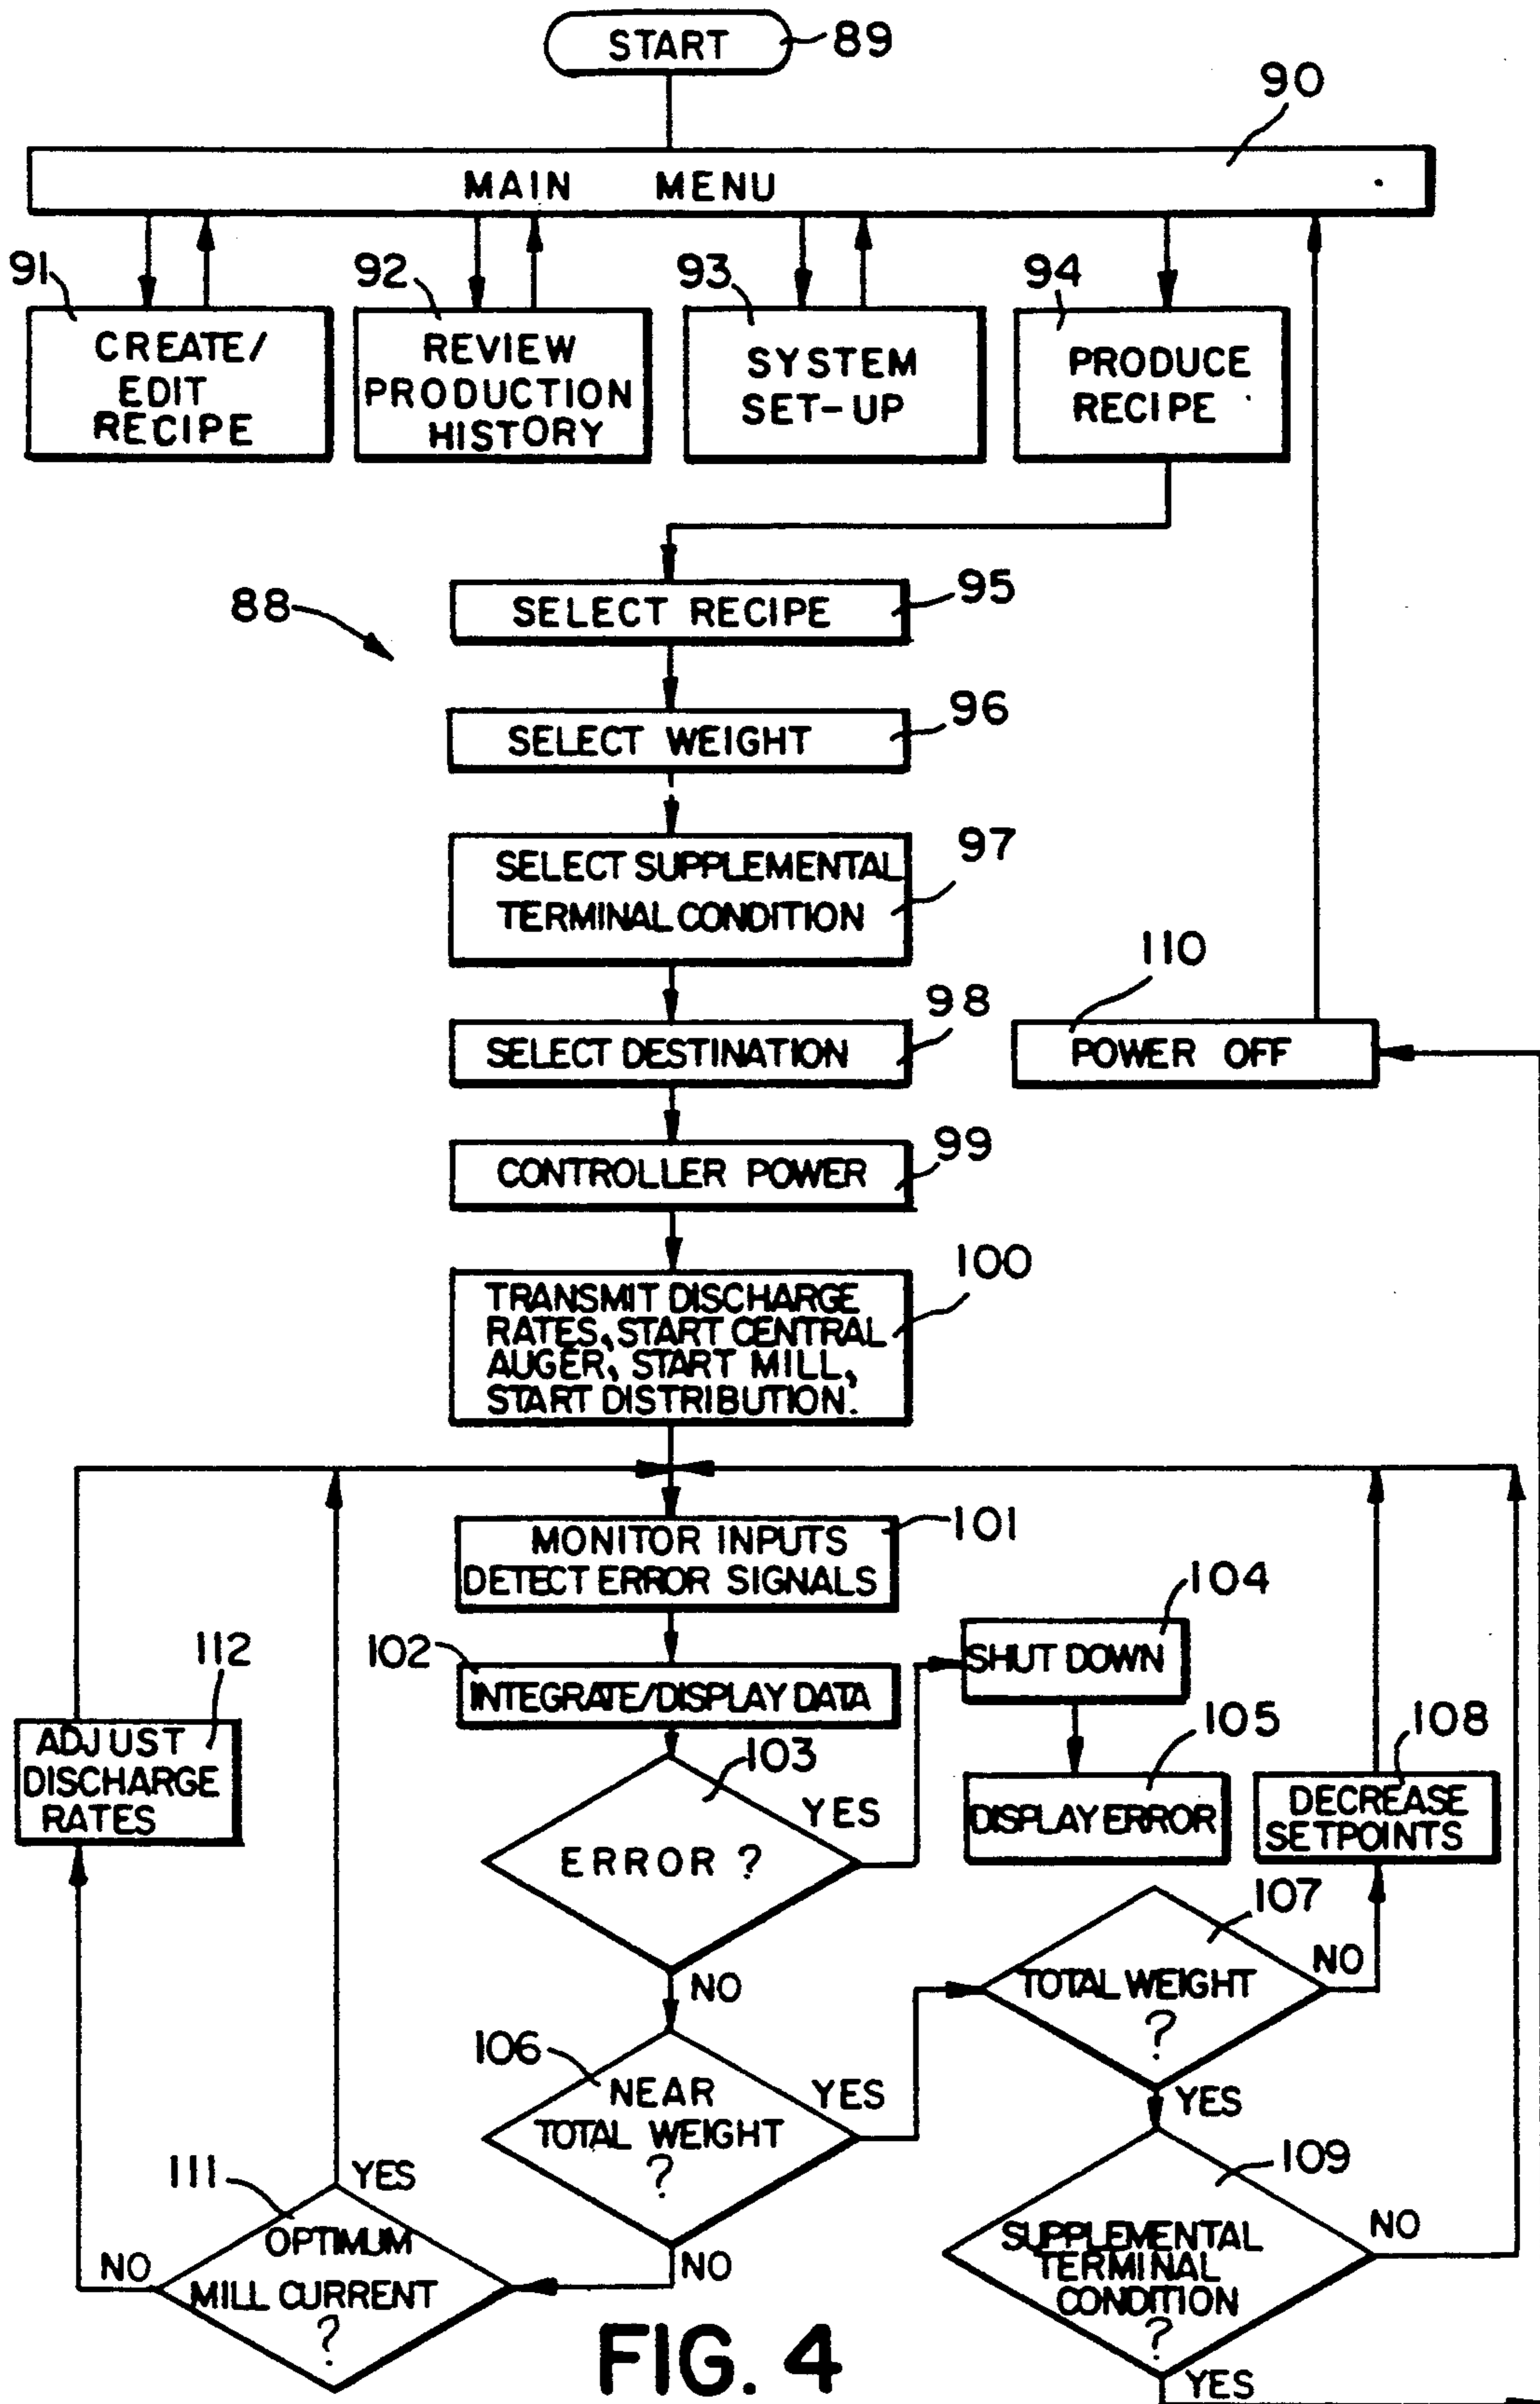 START
89
90
MAIN MENU
91
92
93
94
CREATE/
EDIT
RECIPE
REVIEW
PRODUCTION
HISTORY
SYSTEM
SET-UP
PRODUCE
RECIPE
88
SELECT RECIPE
95
SELECT WEIGHT
96
SELECT SUPPLEMENTAL
TERMINAL CONDITION
97
SELECT DESTINATION
98
110
POWER OFF
CONTROLLER POWER
99
TRANSMIT DISCHARGE
RATES, START CENTRAL
AUGER, START MILL,
START DISTRIBUTION.
100
MONITOR INPUTS
DETECT ERROR SIGNALS
101
102
INTEGRATE/DISPLAY DATA
104
SHUT DOWN
112
ADJUST
DISCHARGE
RATES
103
ERROR ?
YES
NO
105
DISPLAY ERROR
108
DECREASE
SETPOINTS
107
TOTAL WEIGHT
?
NO
YES
106
NEAR
TOTAL WEIGHT
?
YES
NO
111
OPTIMUM
MILL CURRENT
?
YES
NO
109
SUPPLEMENTAL
TERMINAL
CONDITION
?
NO
YES
FIG. 4